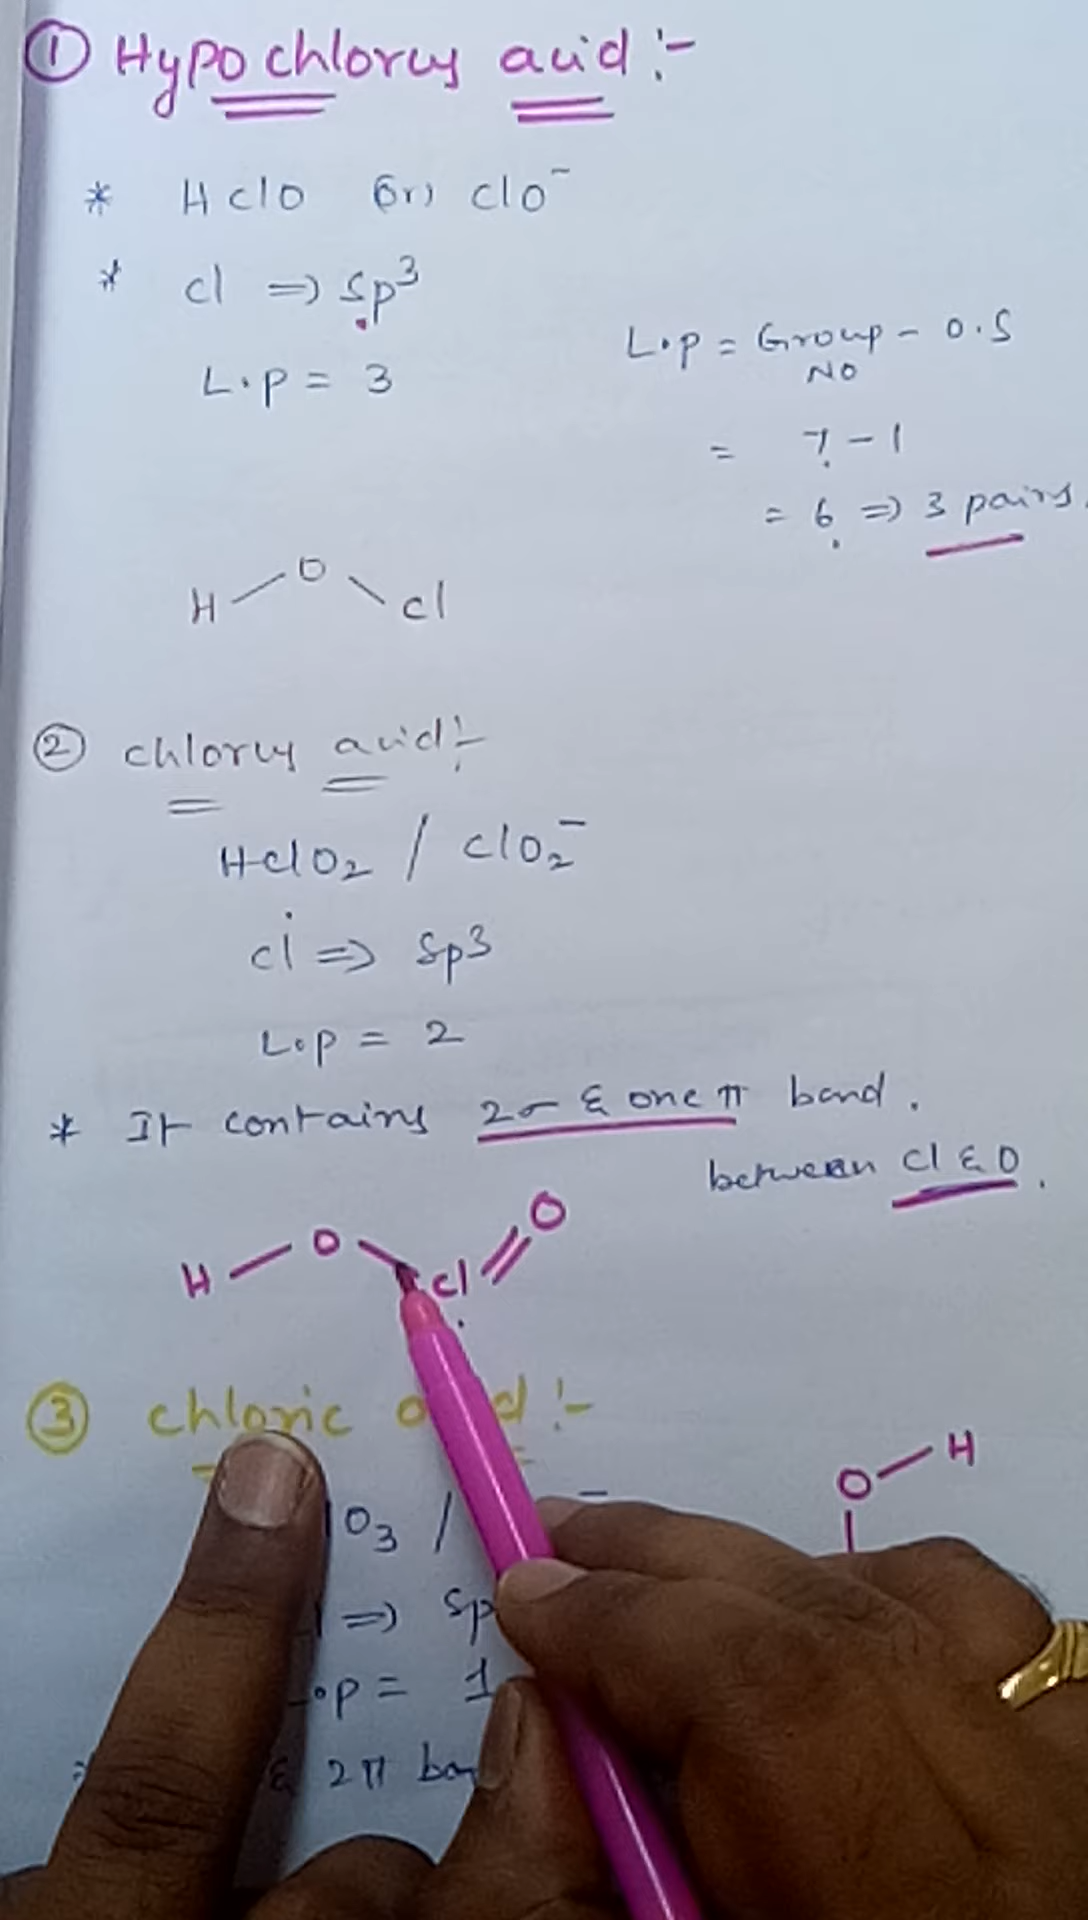 ① Hypochlorus acid :-
* HClO (or) ClO⁻
* Cl => Sp³
L.p = 3
L.p = Group NO - O.S
= 7 - 1
= 6 => 3 pairs.
H - O - Cl
② chlorus acid :-
HClO₂ / ClO₂⁻
Cl => Sp3
L.p = 2
* It contains 2σ & one π bond.
between Cl & O.
H - O - Cl = O
③ chloric :-
O₃ / ⁻
=> Sp
p = 1
& 2π
O - H